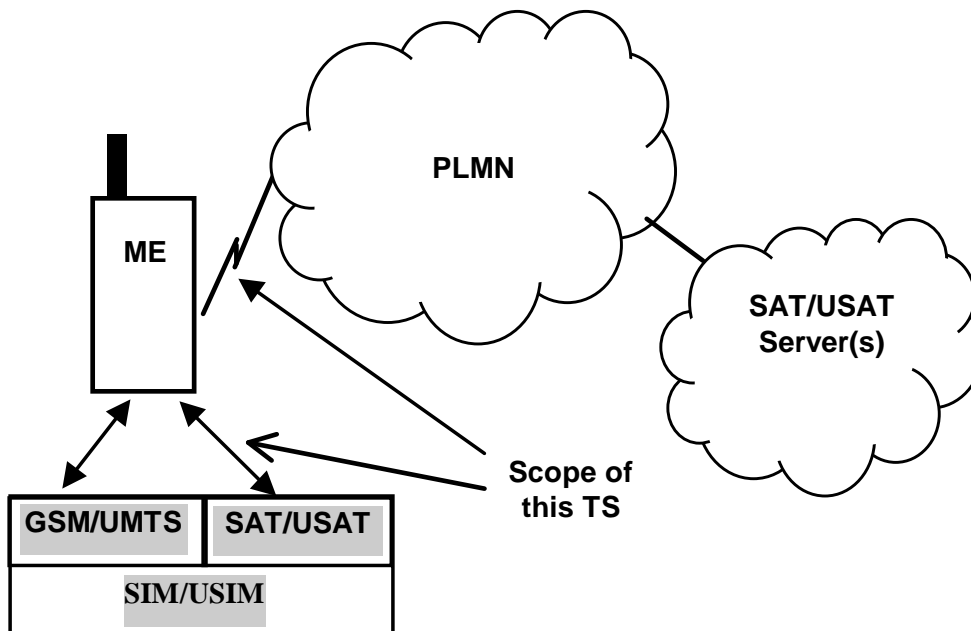 PLMN
ME
SAT/USAT
Server(s)
Scope of
this TS
GSM/UMTS
SAT/USAT
SIM/USIM